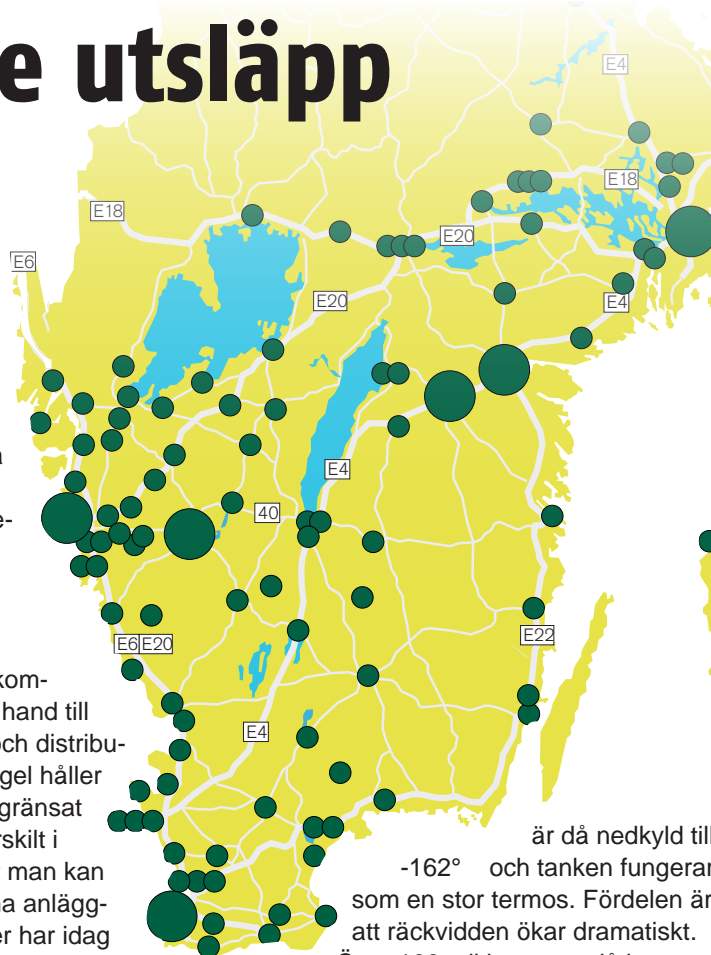 e utsläpp
E4
E18
E18
E20
E6
E20
E4
E4
40
E6 E20
E22
E4
a
e-
kom-
hand till
och distribu-
gel håller
gränsat
rskilt i
man kan
na anlägg-
er har idag
är då nedkyld till
-162° och tanken fungerar
som en stor termos. Fördelen är
att räckvidden ökar dramatiskt.